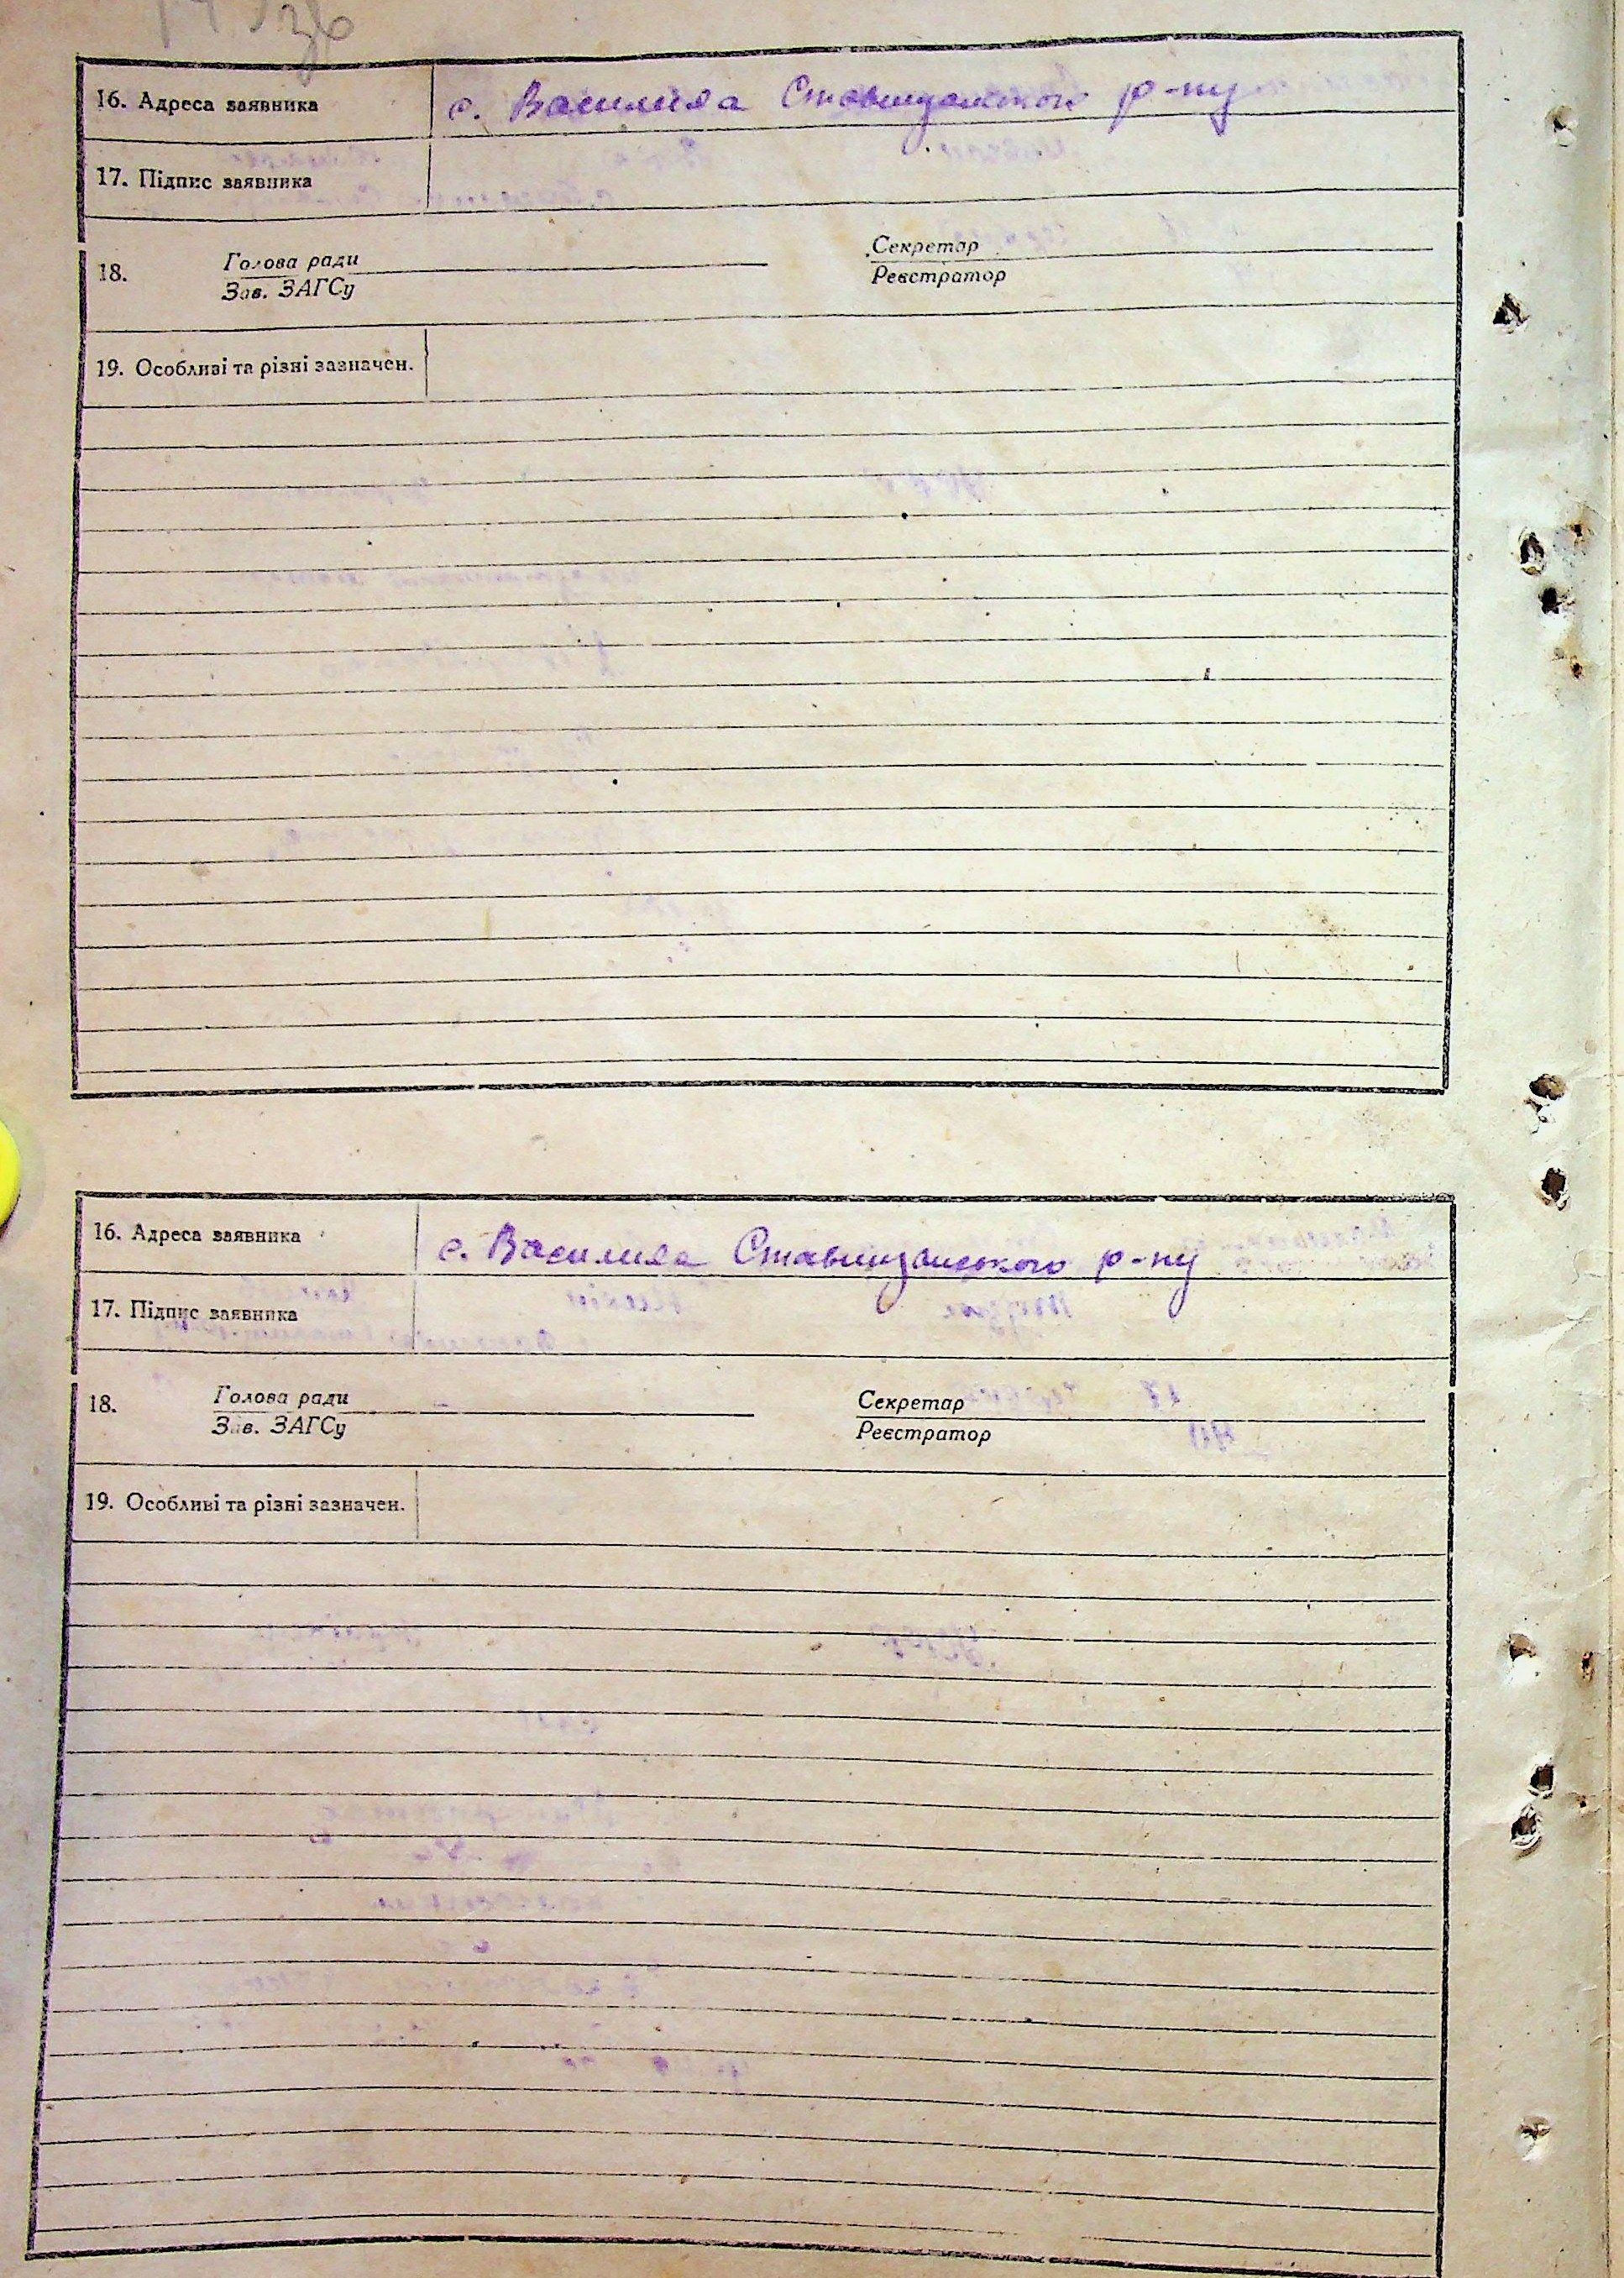 16. Адреса заявника с. Василиха Ставищанського р-ну
17. Підпис заявника
18. Голова ради Секретар
Зав. ЗАГСу Реєстратор
19. Особливі та різні зазначен.
16. Адреса заявника с. Василиха Ставищанського р-ну
17. Підпис заявника
18. Голова ради Секретар
Зав. ЗАГСу Реєстратор
19. Особливі та різні зазначен.